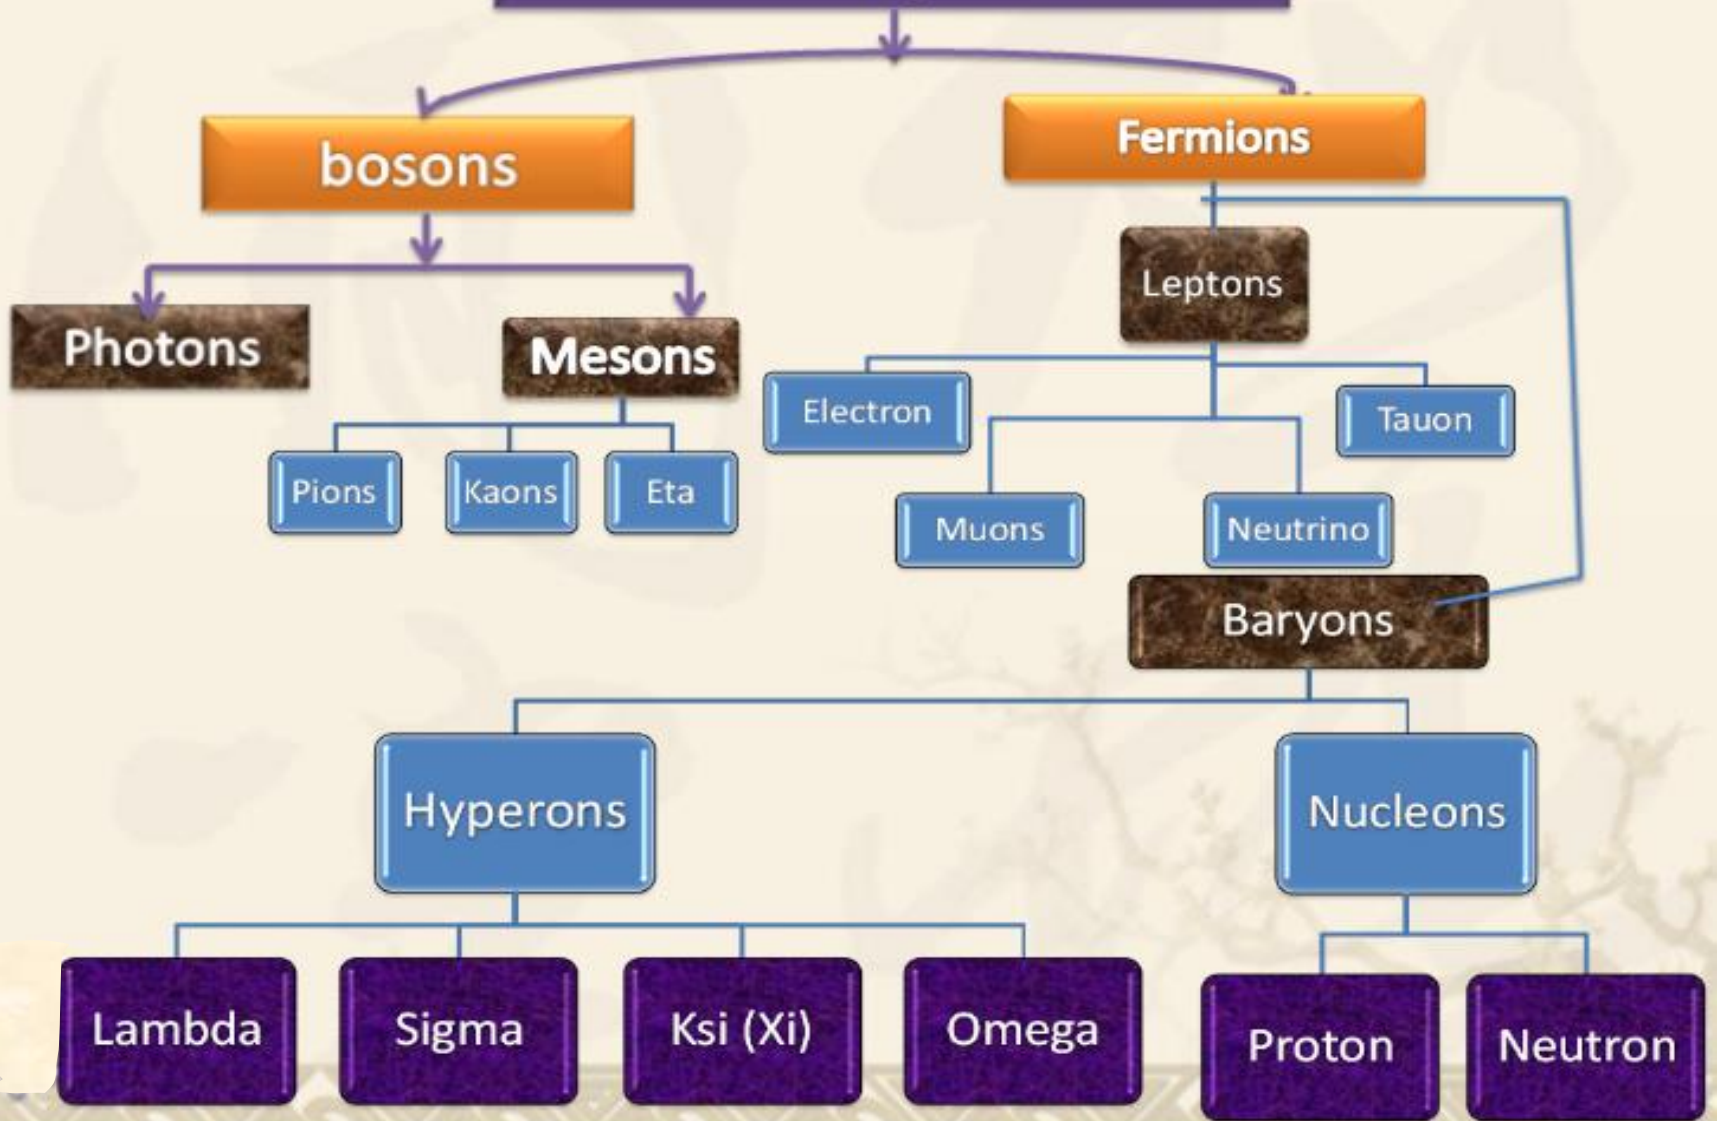 bosons
Fermions
Leptons
Photons
Mesons
Electron
Tauon
Pions
Kaons
Eta
Muons
Neutrino
Baryons
Hyperons
Nucleons
Lambda
Sigma
Ksi (Xi)
Omega
Proton
Neutron